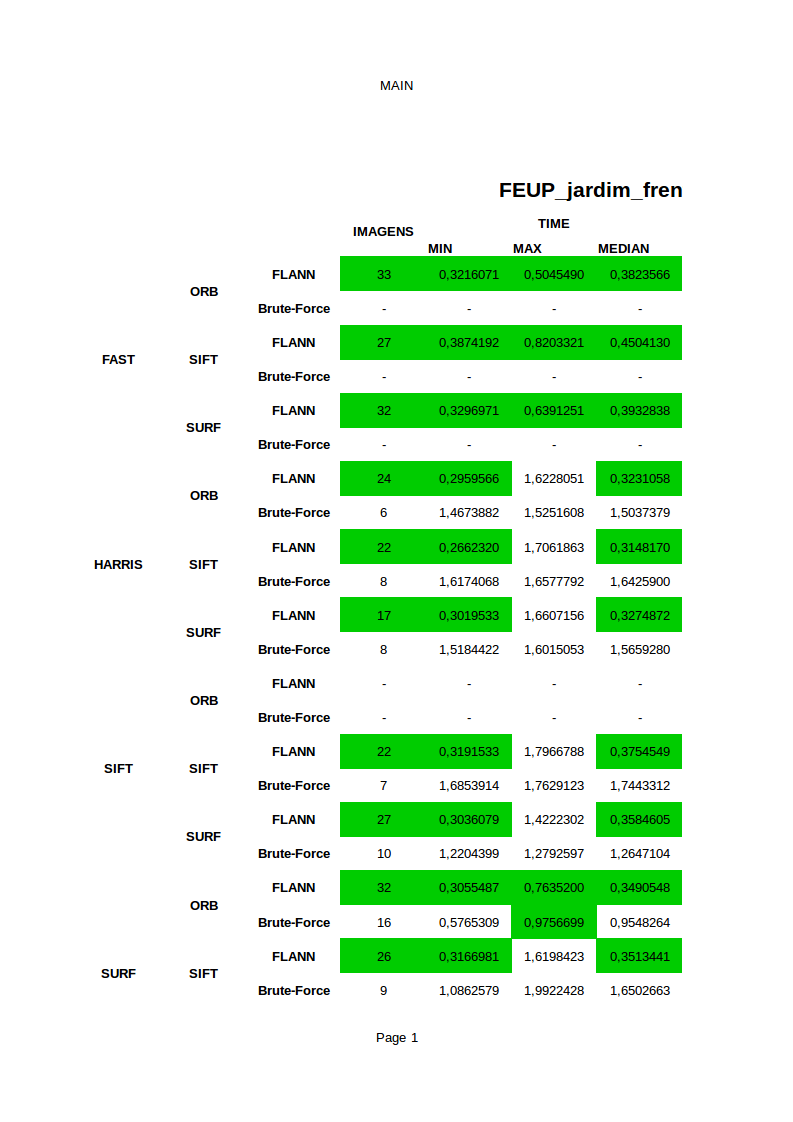 MAIN
FEUP_jardim_fren
TIME
IMAGENS
MIN MAX MEDIAN
FLANN 33 0,3216071 0,5045490 0,3823566
ORB
Brute-Force - - - -
FLANN 27 0,3874192 0,8203321 0,4504130
FAST SIFT
Brute-Force - - - -
FLANN 32 0,3296971 0,6391251 0,3932838
SURF
Brute-Force - - - -
FLANN 24 0,2959566 1,6228051 0,3231058
ORB
Brute-Force 6 1,4673882 1,5251608 1,5037379
FLANN 22 0,2662320 1,7061863 0,3148170
HARRIS SIFT
Brute-Force 8 1,6174068 1,6577792 1,6425900
FLANN 17 0,3019533 1,6607156 0,3274872
SURF
Brute-Force 8 1,5184422 1,6015053 1,5659280
FLANN - - - -
ORB
Brute-Force - - - -
FLANN 22 0,3191533 1,7966788 0,3754549
SIFT SIFT
Brute-Force 7 1,6853914 1,7629123 1,7443312
FLANN 27 0,3036079 1,4222302 0,3584605
SURF
Brute-Force 10 1,2204399 1,2792597 1,2647104
FLANN 32 0,3055487 0,7635200 0,3490548
ORB
Brute-Force 16 0,5765309 0,9756699 0,9548264
FLANN 26 0,3166981 1,6198423 0,3513441
SURF SIFT
Brute-Force 9 1,0862579 1,9922428 1,6502663
Page 1